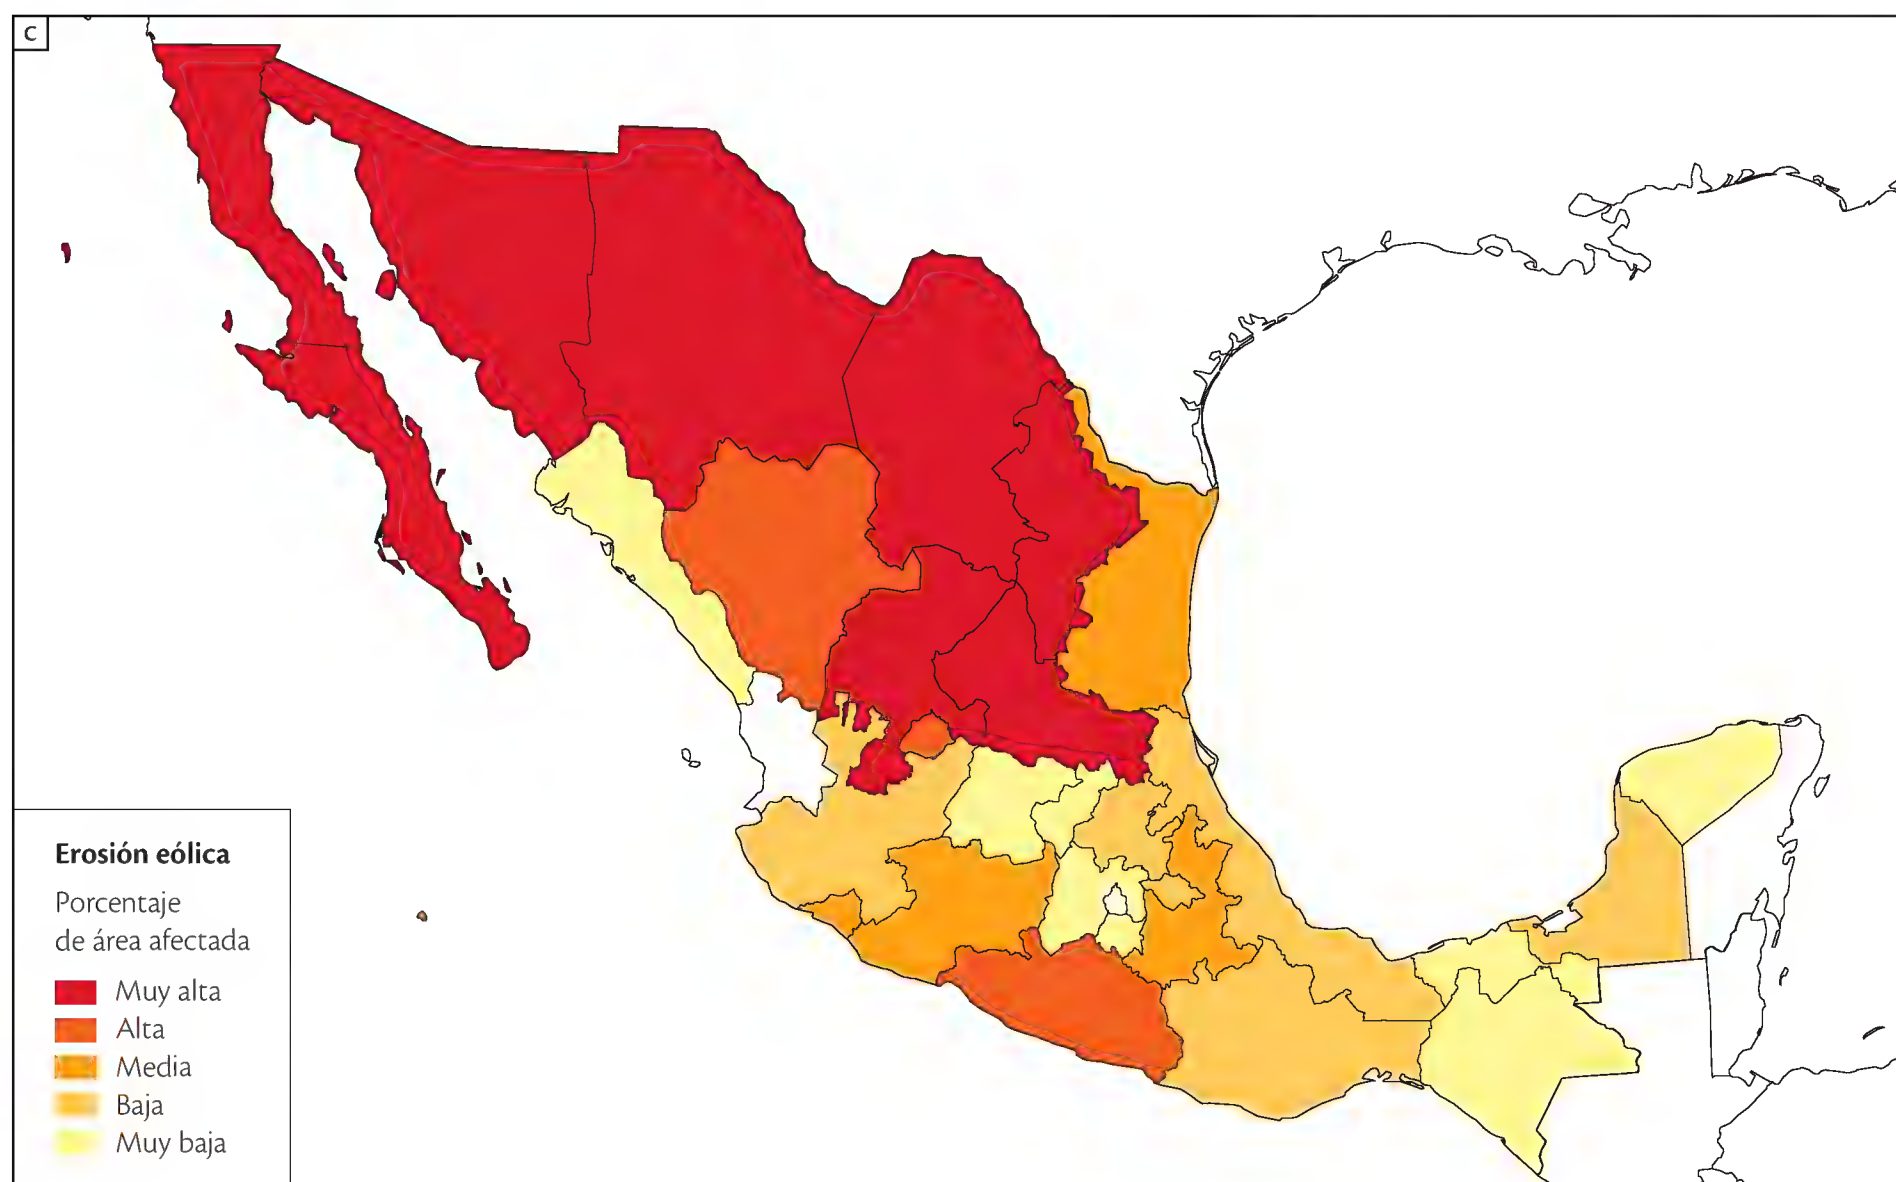 C
Erosión eólica
Porcentaje
de área afectada
Muy alta
Alta
Media
Baja
Muy baja